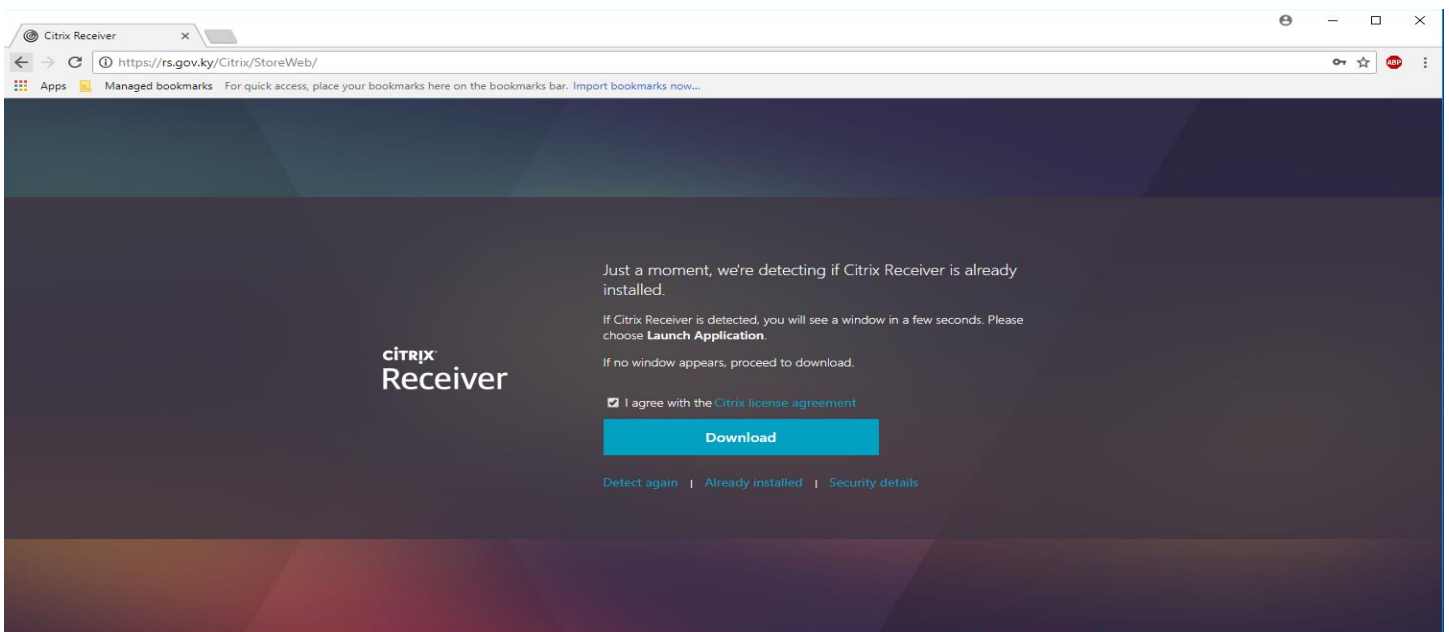 Citrix Receiver
https://rs.gov.ky/Citrix/StoreWeb/
ABP
Apps Managed bookmarks For quick access, place your bookmarks here on the bookmarks bar. Import bookmarks now...
Just a moment, we're detecting if Citrix Receiver is already
installed.
If Citrix Receiver is detected, you will see a window in a few seconds. Please
choose Launch Application.
If no window appears, proceed to download.
CİTRIX
Receiver
I agree with the Citrix license agreement
Download
Detect again | Already installed | Security details